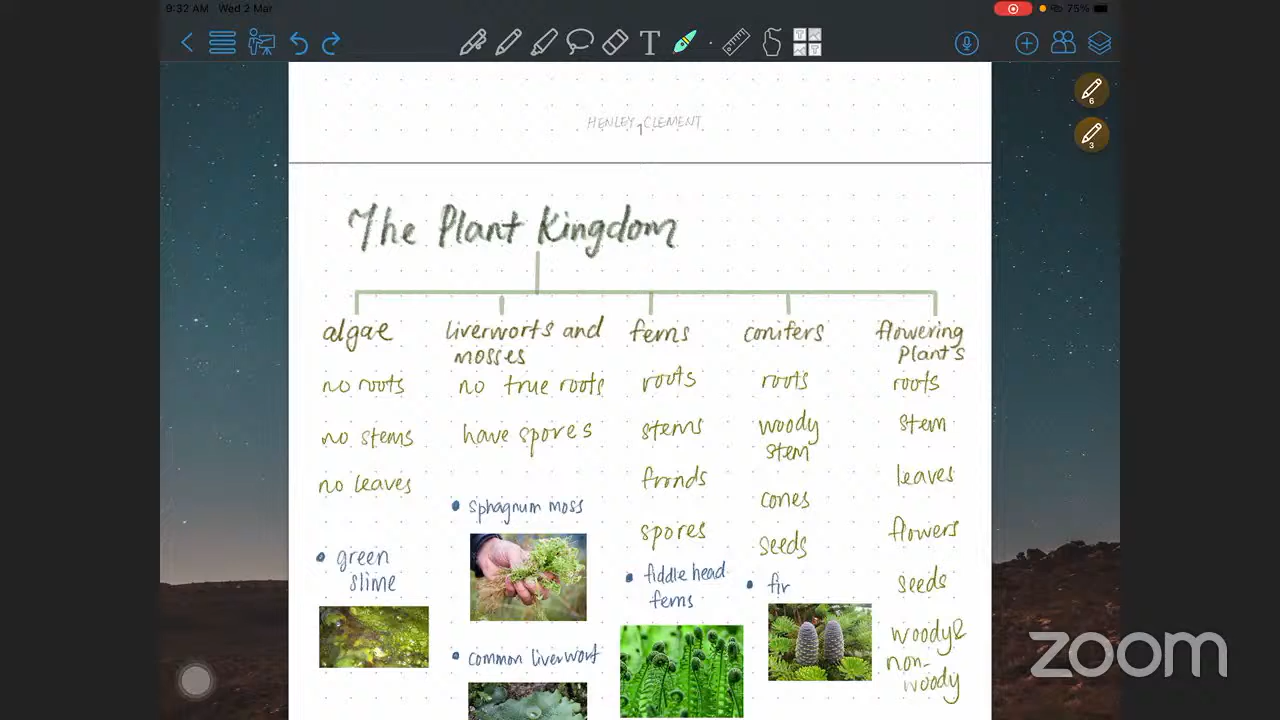 9:32 AM Wed 2 Mar
75%
T
6
3
HENLEY CLEMENT
1
The Plant Kingdom
algae
no roots
no stems
no leaves
• green
slime
liverworts and
mosses
no true roots
have spores
• sphagnum moss
• common liverwort
ferns
roots
stems
fronds
spores
• fiddle head
ferns
conifers
roots
woody
stem
cones
seeds
• fir
flowering
plants
roots
stem
leaves
flowers
seeds
woody &
non-
woody
zoom